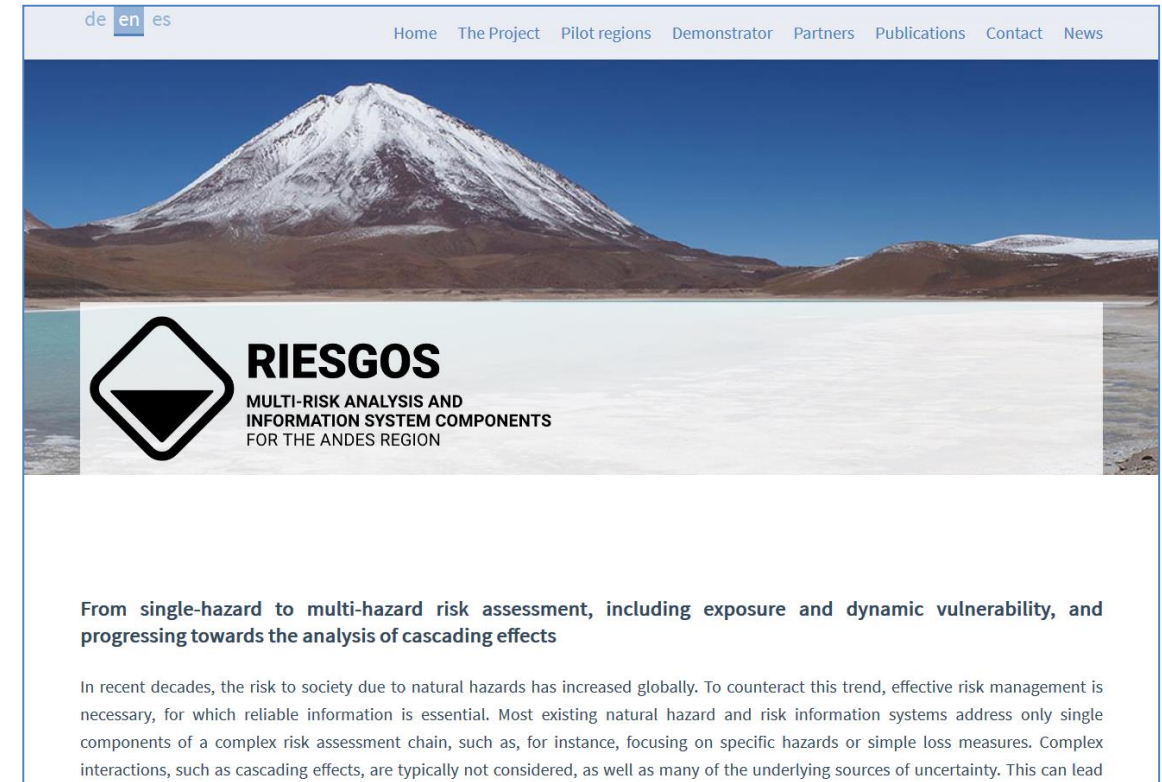 de en es
Home The Project Pilot regions Demonstrator Partners Publications Contact News
RIESGOS
MULTI-RISK ANALYSIS AND
INFORMATION SYSTEM COMPONENTS
FOR THE ANDES REGION
From single-hazard to multi-hazard risk assessment, including exposure and dynamic vulnerability, and
progressing towards the analysis of cascading effects
In recent decades, the risk to society due to natural hazards has increased globally. To counteract this trend, effective risk management is
necessary, for which reliable information is essential. Most existing natural hazard and risk information systems address only single
components of a complex risk assessment chain, such as, for instance, focusing on specific hazards or simple loss measures. Complex
interactions, such as cascading effects, are typically not considered, as well as many of the underlying sources of uncertainty. This can lead